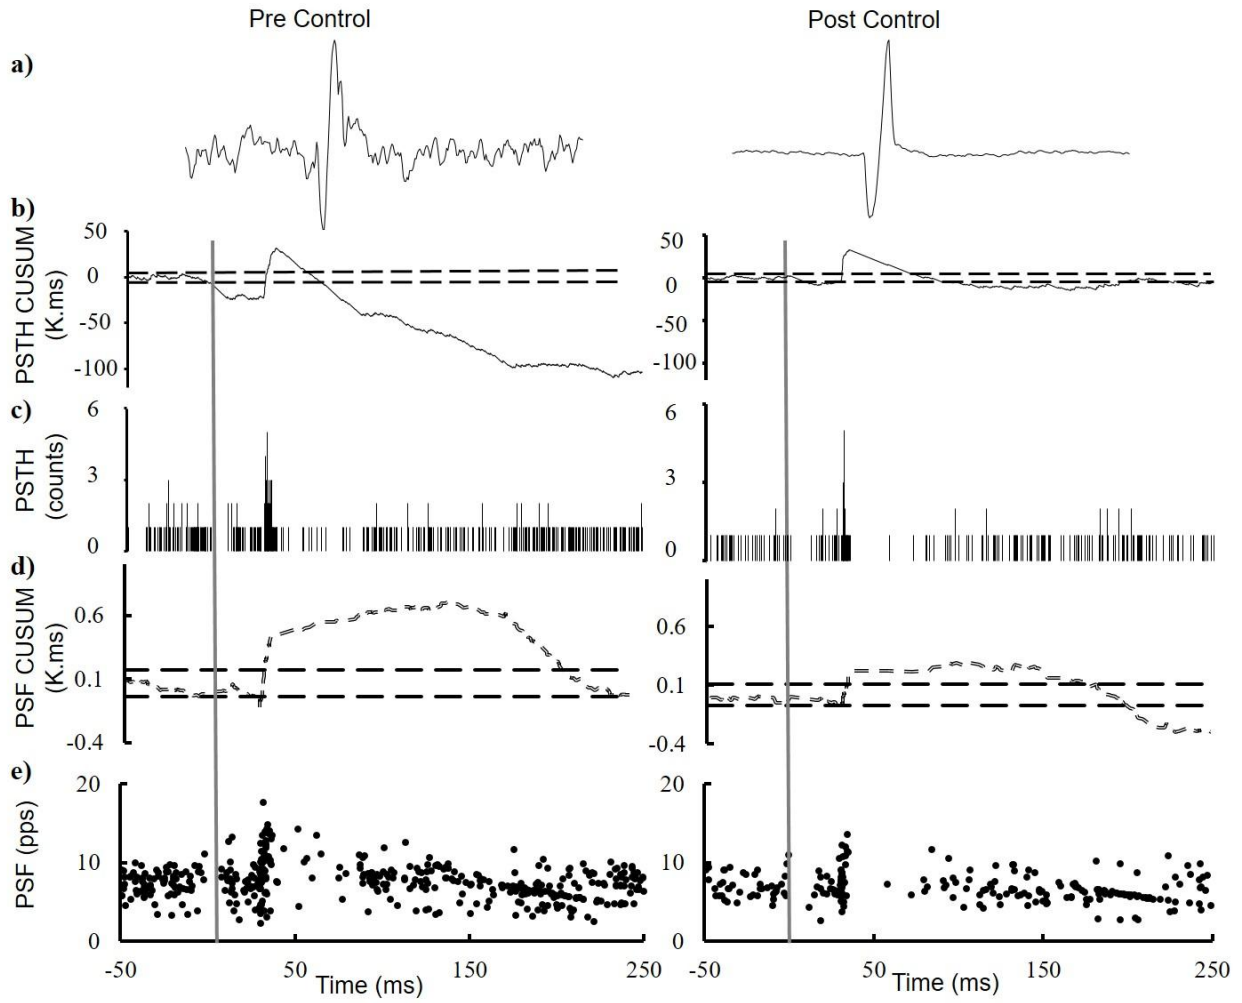 Pre Control
Post Control
a)
b)
PSTH CUSUM
(K.ms)
50
0
-50
-100
50
0
-50
-100
c)
PSTH
(counts)
6
3
0
6
3
0
d)
PSF CUSUM
(K.ms)
0.6
0.1
-0.4
0.6
0.1
-0.4
e)
PSF (pps)
20
10
0
20
10
0
-50
50
150
250
-50
50
150
250
Time (ms)
Time (ms)